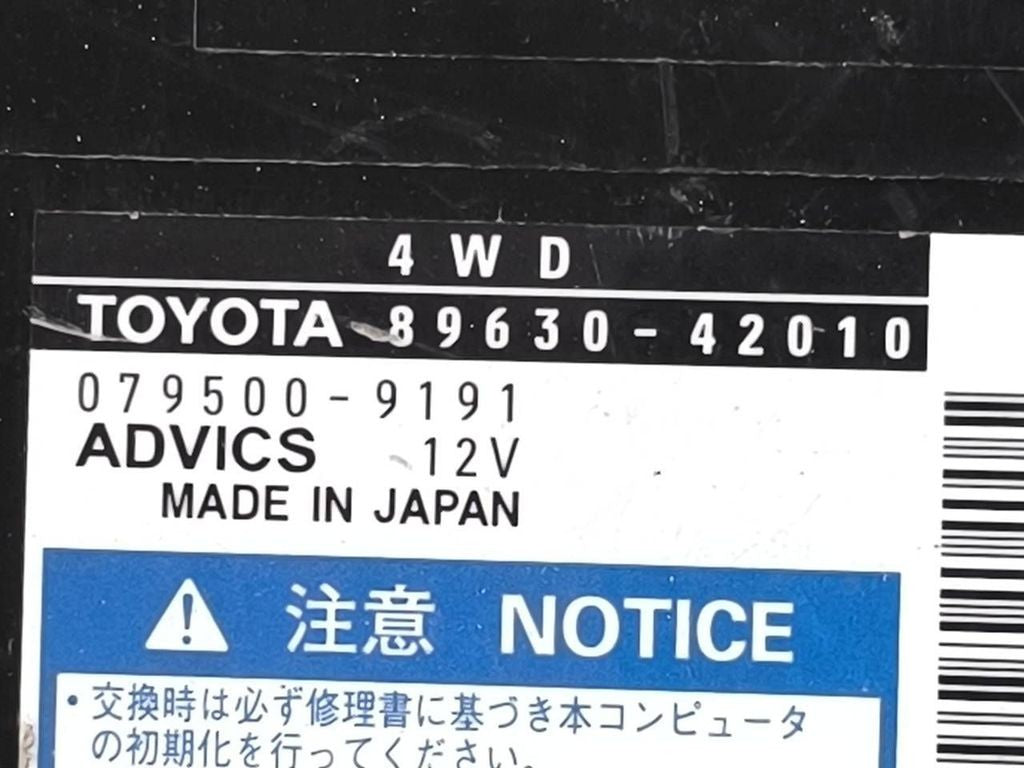 4WD
TOYOTA 89630-42010
079500-9191
ADVICS 12V
MADE IN JAPAN
注意 NOTICE
・交換時は必ず修理書に基づき本コンピュータ
の初期化を行ってください。